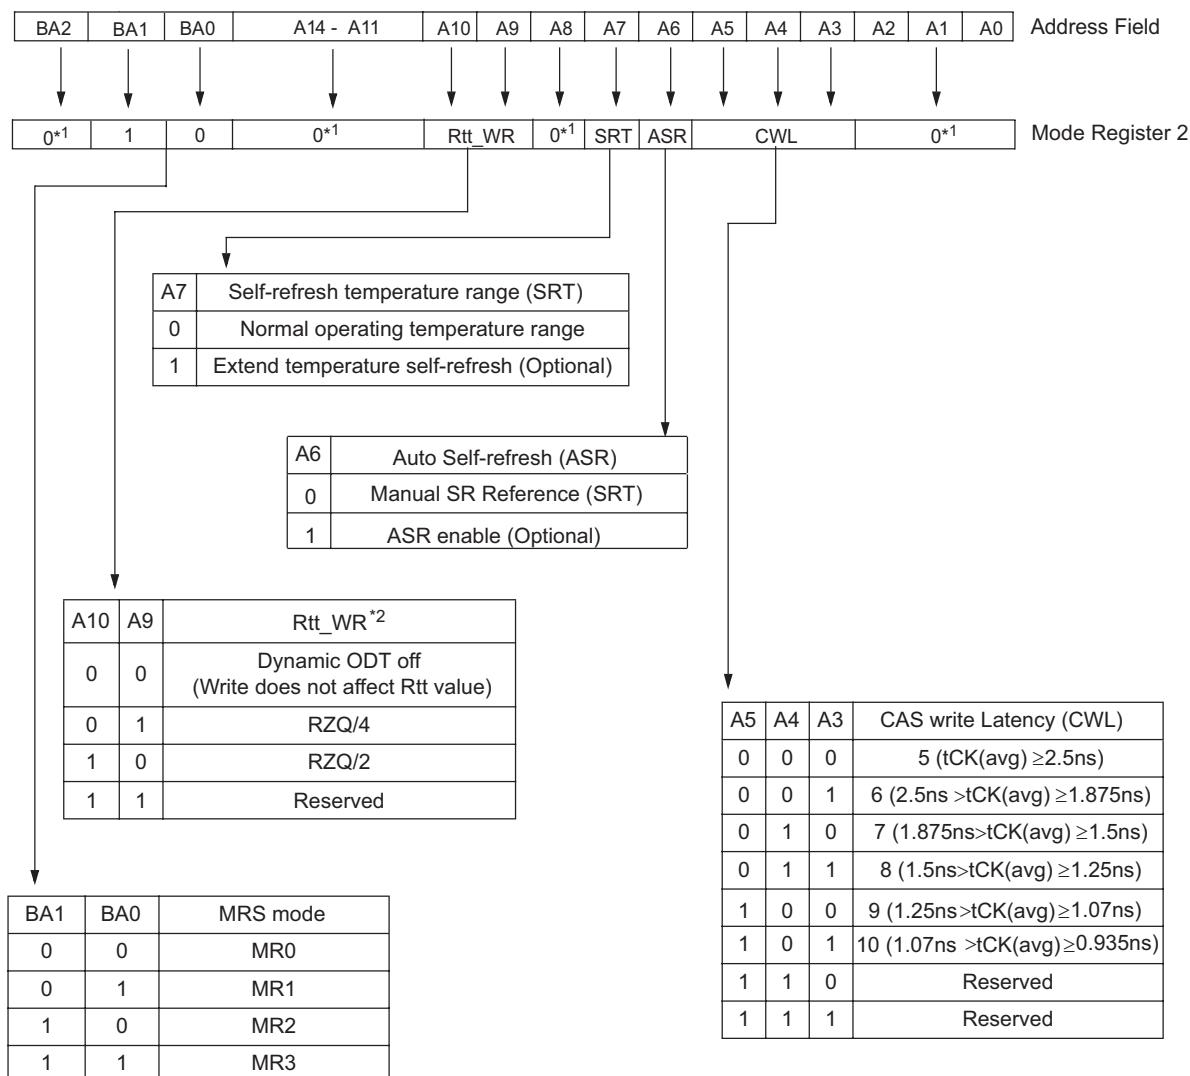 BA2 BA1 BA0 A14 - A11 A10 A9 A8 A7 A6 A5 A4 A3 A2 A1 A0 Address Field
0*1 1 0 0*1 Rtt_WR 0*1 SRT ASR CWL 0*1 Mode Register 2
A7 Self-refresh temperature range (SRT)
0 Normal operating temperature range
1 Extend temperature self-refresh (Optional)
A6 Auto Self-refresh (ASR)
0 Manual SR Reference (SRT)
1 ASR enable (Optional)
A10 A9 Rtt_WR*2
0 0 Dynamic ODT off
(Write does not affect Rtt value)
0 1 RZQ/4
1 0 RZQ/2
1 1 Reserved
A5 A4 A3 CAS write Latency (CWL)
0 0 0 5 (tCK(avg) ≥2.5ns)
0 0 1 6 (2.5ns >tCK(avg) ≥1.875ns)
0 1 0 7 (1.875ns>tCK(avg) ≥1.5ns)
0 1 1 8 (1.5ns>tCK(avg) ≥1.25ns)
1 0 0 9 (1.25ns>tCK(avg)≥1.07ns)
1 0 1 10 (1.07ns >tCK(avg)≥0.935ns)
1 1 0 Reserved
1 1 1 Reserved
BA1 BA0 MRS mode
0 0 MR0
0 1 MR1
1 0 MR2
1 1 MR3